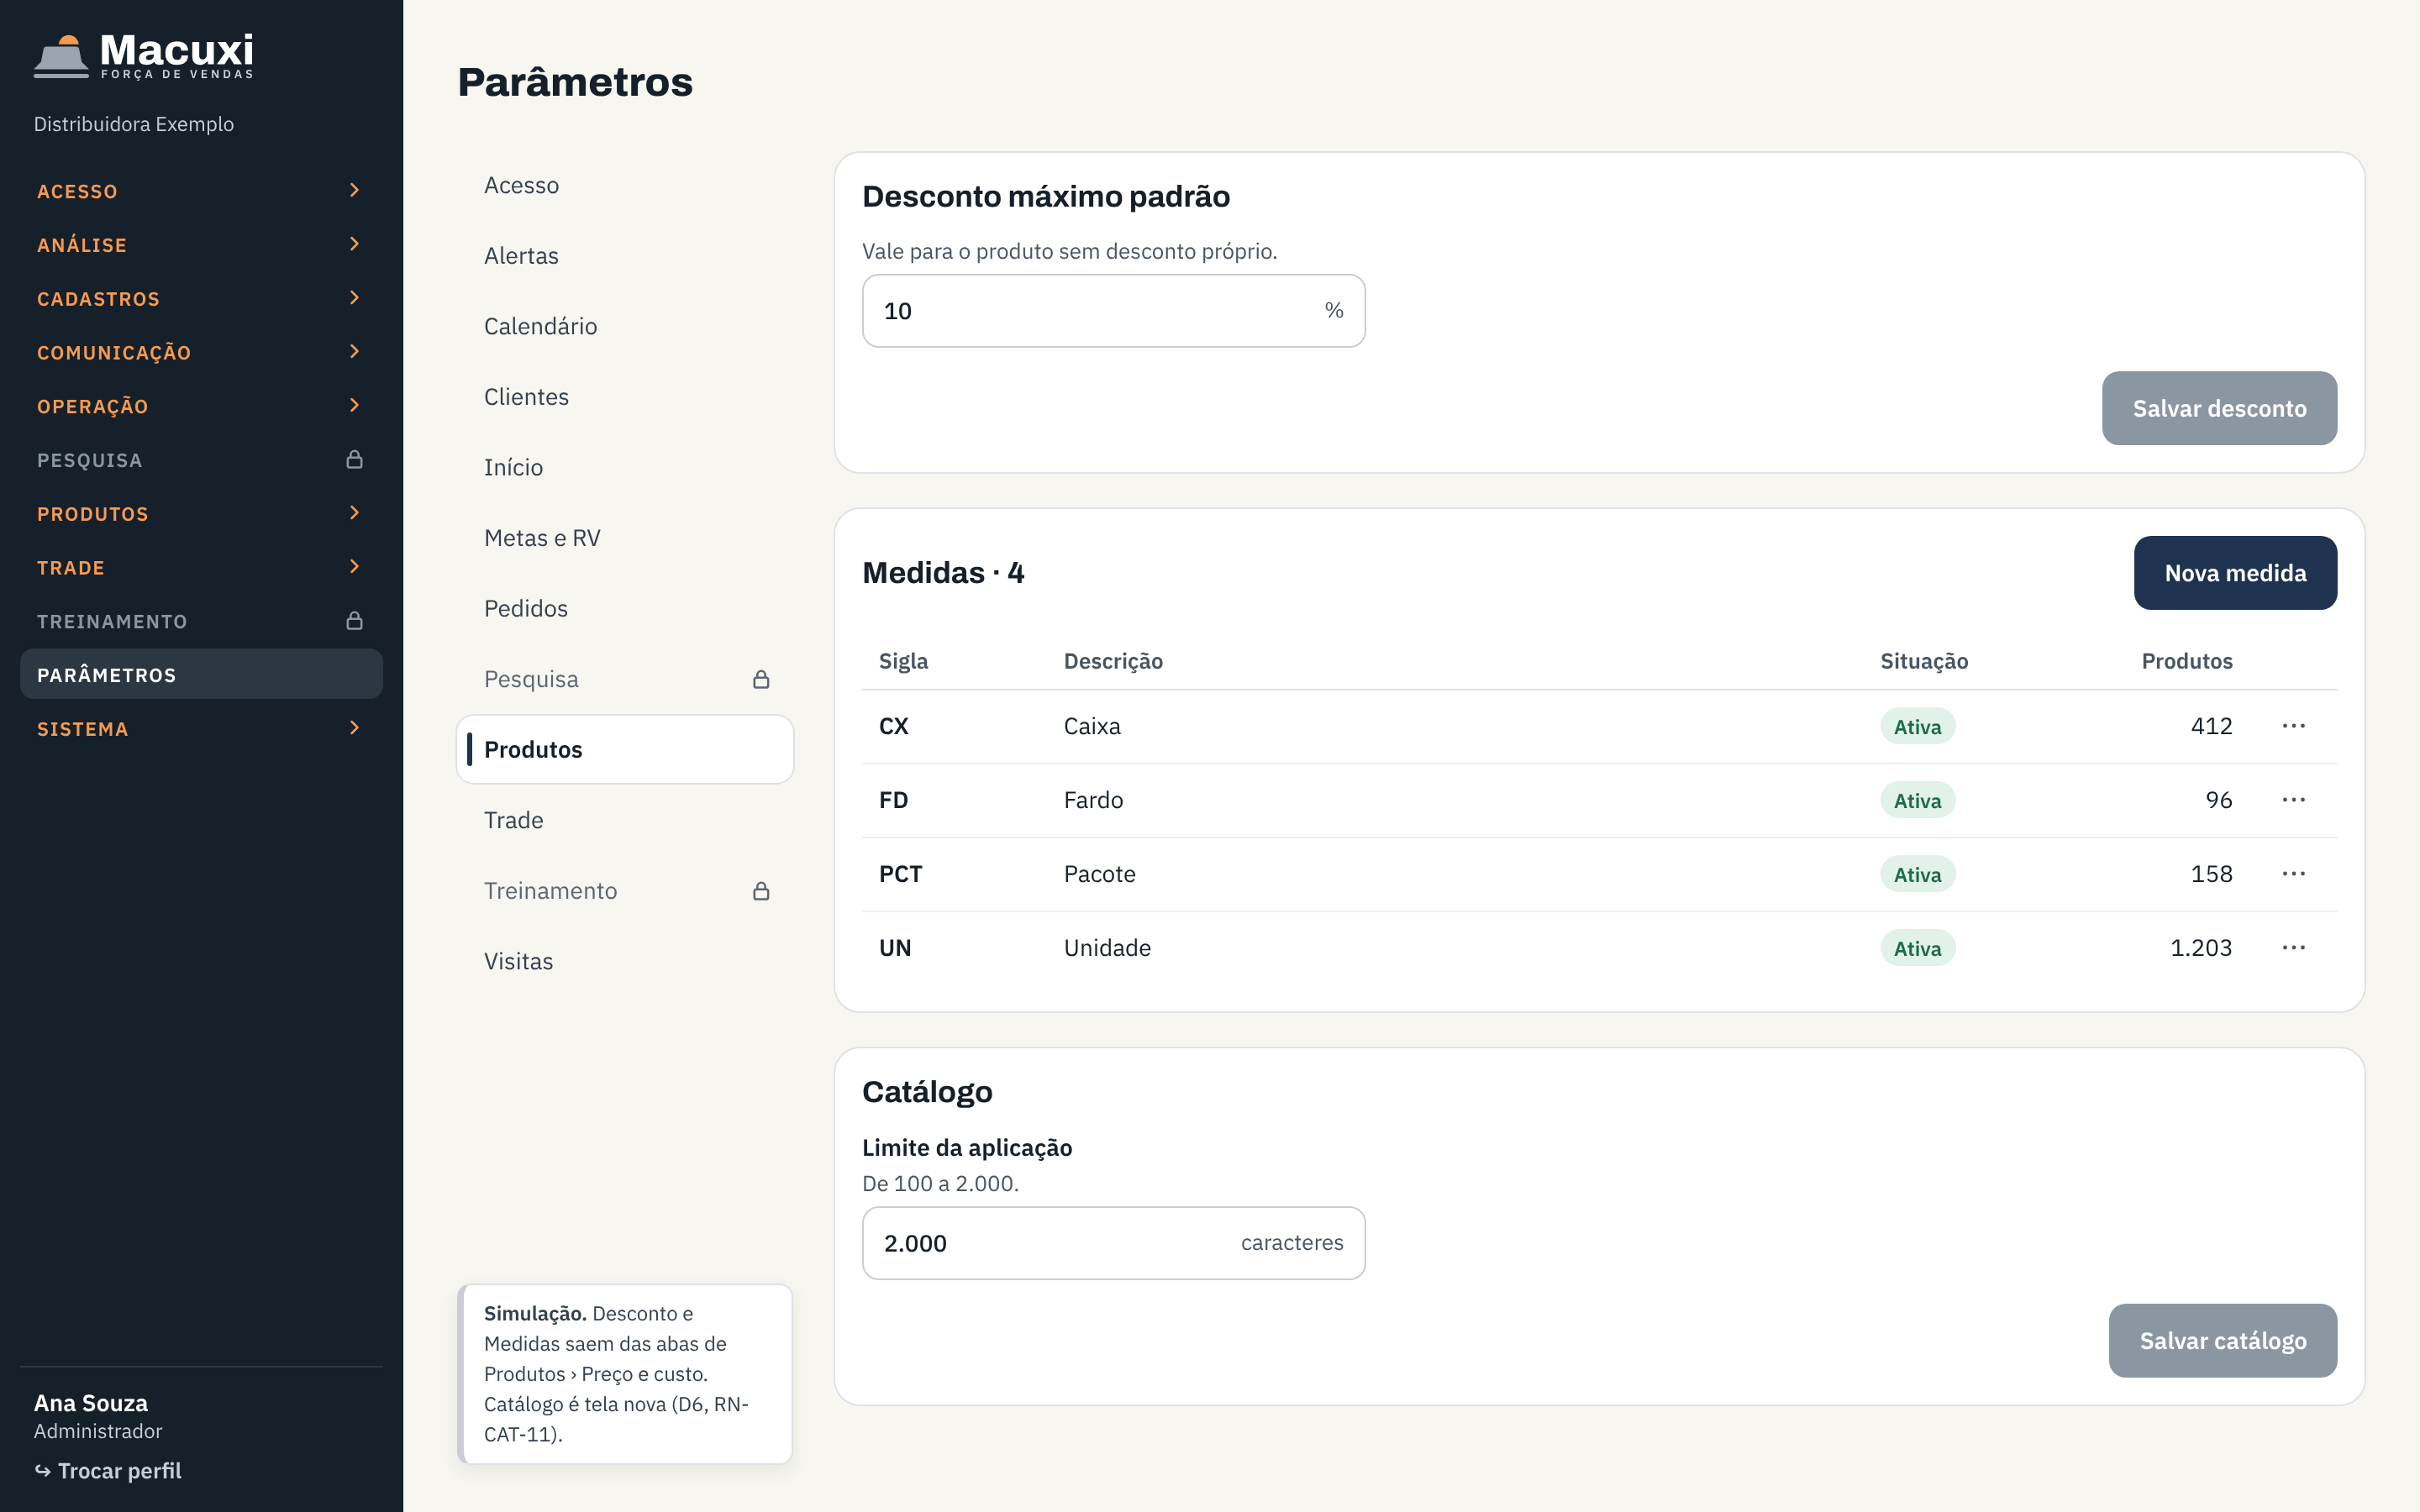 Macuxi
FORÇA DE VENDAS
Distribuidora Exemplo
ACESSO
ANÁLISE
CADASTROS
COMUNICAÇÃO
OPERAÇÃO
PESQUISA
PRODUTOS
TRADE
TREINAMENTO
PARÂMETROS
SISTEMA
Ana Souza
Administrador
↪ Trocar perfil
Parâmetros
Acesso
Alertas
Calendário
Clientes
Início
Metas e RV
Pedidos
Pesquisa
Produtos
Trade
Treinamento
Visitas
Simulação. Desconto e
Medidas saem das abas de
Produtos › Preço e custo.
Catálogo é tela nova (D6, RN-
CAT-11).
Desconto máximo padrão
Vale para o produto sem desconto próprio.
10 %
Salvar desconto
Medidas · 4
Nova medida
Sigla Descrição Situação Produtos
CX Caixa Ativa 412 ···
FD Fardo Ativa 96 ···
PCT Pacote Ativa 158 ···
UN Unidade Ativa 1.203 ···
Catálogo
Limite da aplicação
De 100 a 2.000.
2.000 caracteres
Salvar catálogo